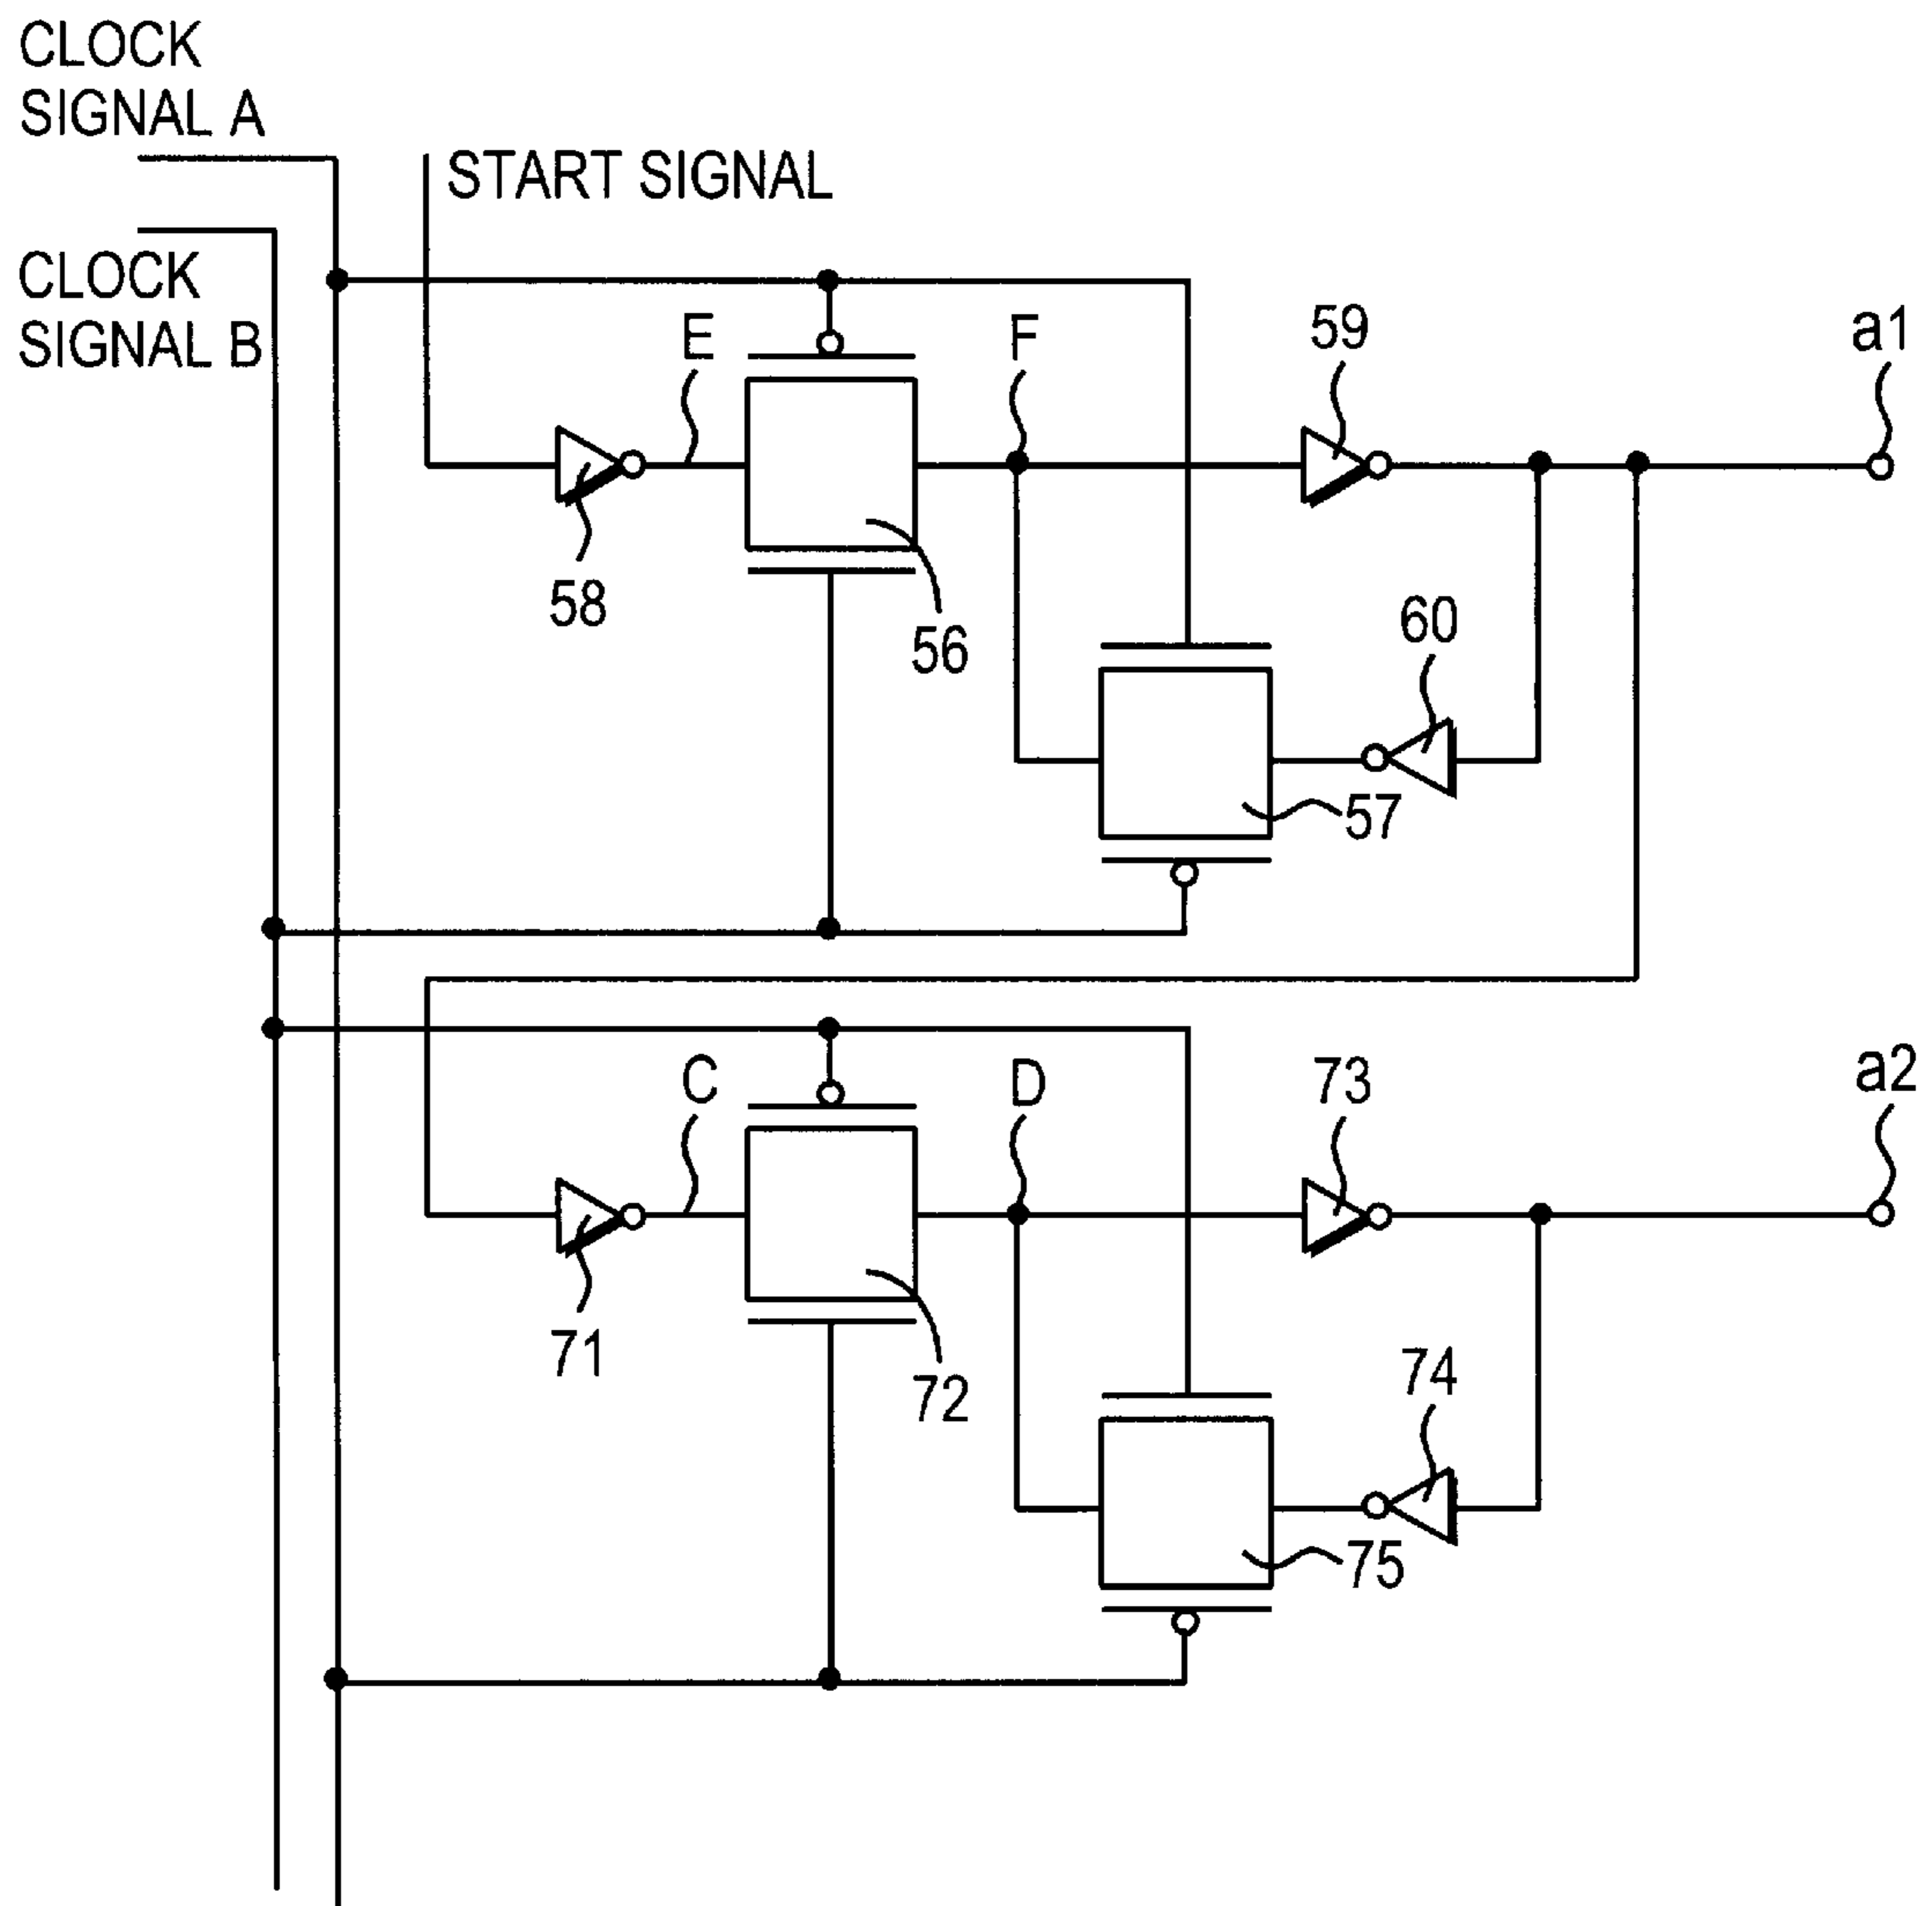 CLOCK
SIGNAL A
START SIGNAL
CLOCK
SIGNAL B
E
F
59
a1
58
56
60
57
C
D
73
a2
71
72
74
75